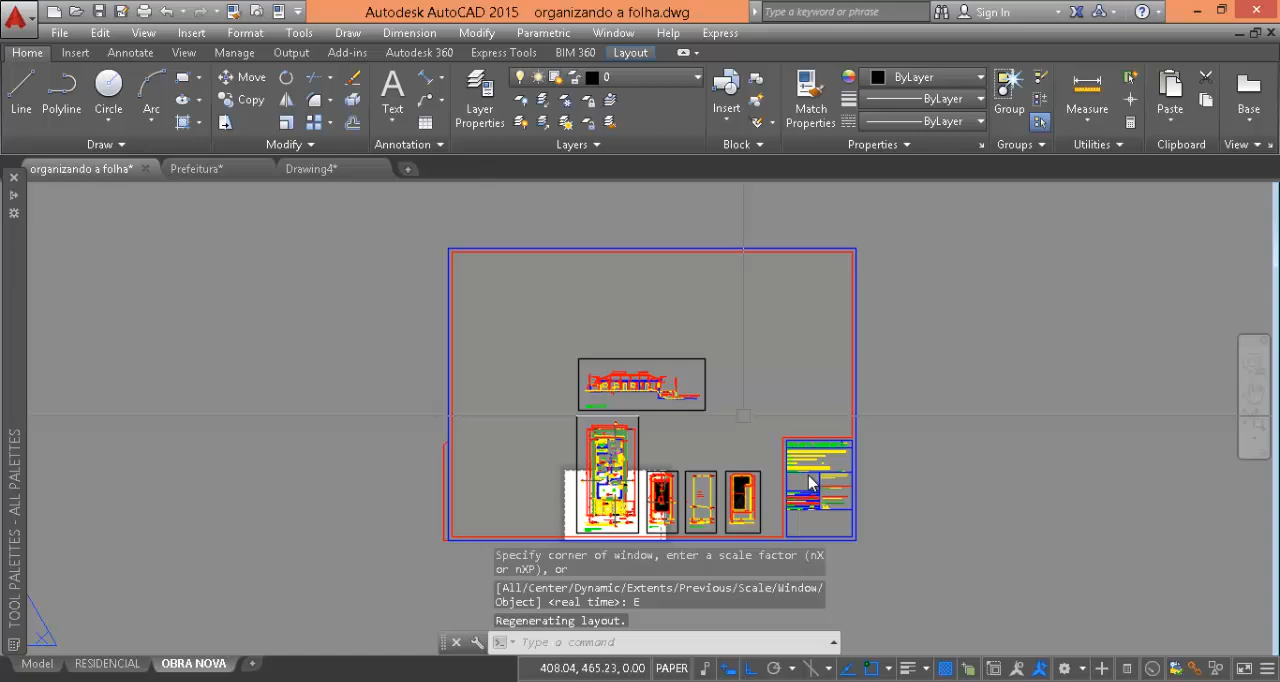 Autodesk AutoCAD 2015 organizando a folha.dwg
Type a keyword or phrase
Sign In
File Edit View Insert Format Tools Draw Dimension Modify Parametric Window Help Express
Home Insert Annotate View Manage Output Add-ins Autodesk 360 Express Tools BIM 360 Layout
Move
0
ByLayer
Copy
ByLayer
Line Polyline Circle Arc Text Layer Properties Insert Match Properties Group Measure Paste Base
ByLayer
Draw Modify Annotation Layers Block Properties Groups Utilities Clipboard View
organizando a folha* Prefeitura* Drawing4*
TOOL PALETTES - ALL PALETTES
Specify corner of window, enter a scale factor (nX
or nXP), or
[All/Center/Dynamic/Extents/Previous/Scale/Window/
Object] <real time>: E
Regenerating layout.
Type a command
Model RESIDENCIAL OBRA NOVA
408.04, 465.23, 0.00 PAPER